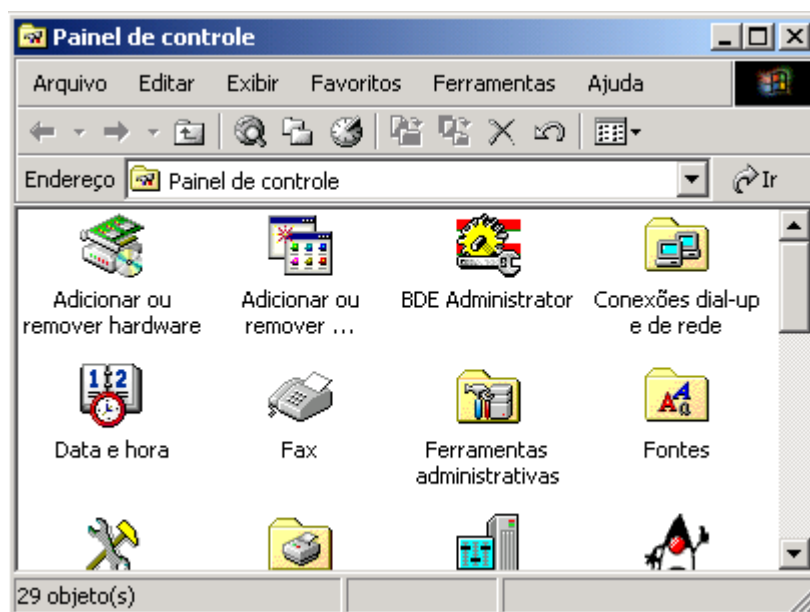 Painel de controle
Arquivo Editar Exibir Favoritos Ferramentas Ajuda
Endereço Painel de controle Ir
Adicionar ou
remover hardware
Adicionar ou
remover ...
BDE Administrator
Conexões dial-up
e de rede
Data e hora
Fax
Ferramentas
administrativas
Fontes
29 objeto(s)